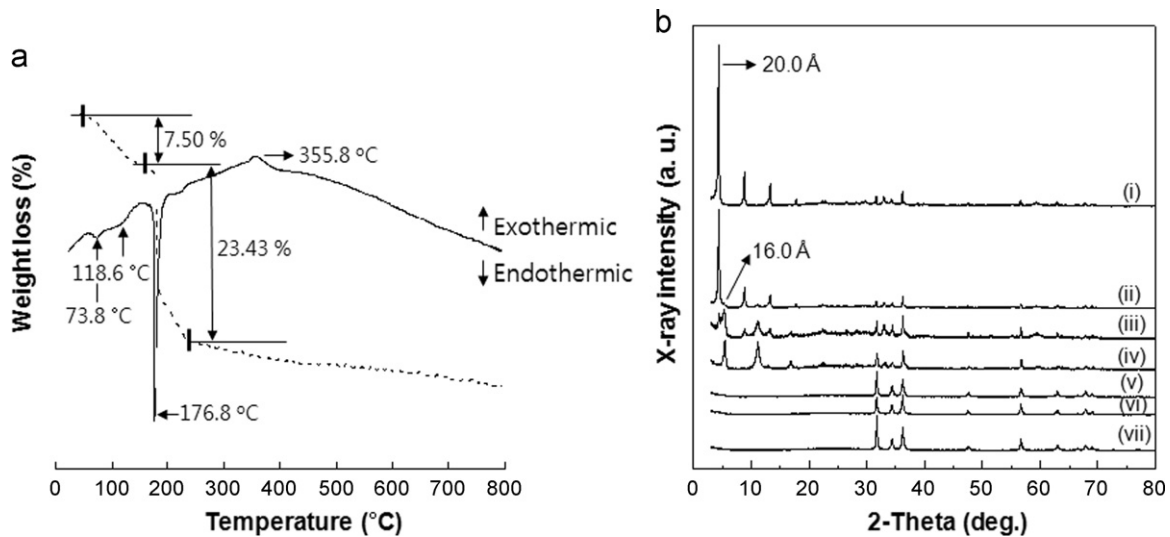 a
Weight loss (%)
7.50 %
355.8 ºC
23.43 %
Exothermic
Endothermic
118.6 °C
73.8 °C
176.8 ºC
0 100 200 300 400 500 600 700 800
Temperature (°C)
b
X-ray intensity (a. u.)
20.0 Å
(i)
16.0 Å
(ii)
(iii)
(iv)
(v)
(vi)
(vii)
0 10 20 30 40 50 60 70 80
2-Theta (deg.)